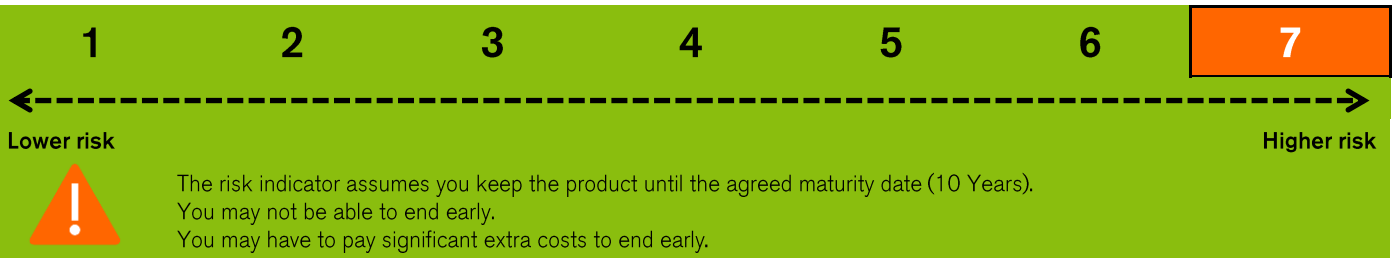 1 2 3 4 5 6 7
Lower risk Higher risk
The risk indicator assumes you keep the product until the agreed maturity date (10 Years).
You may not be able to end early.
You may have to pay significant extra costs to end early.